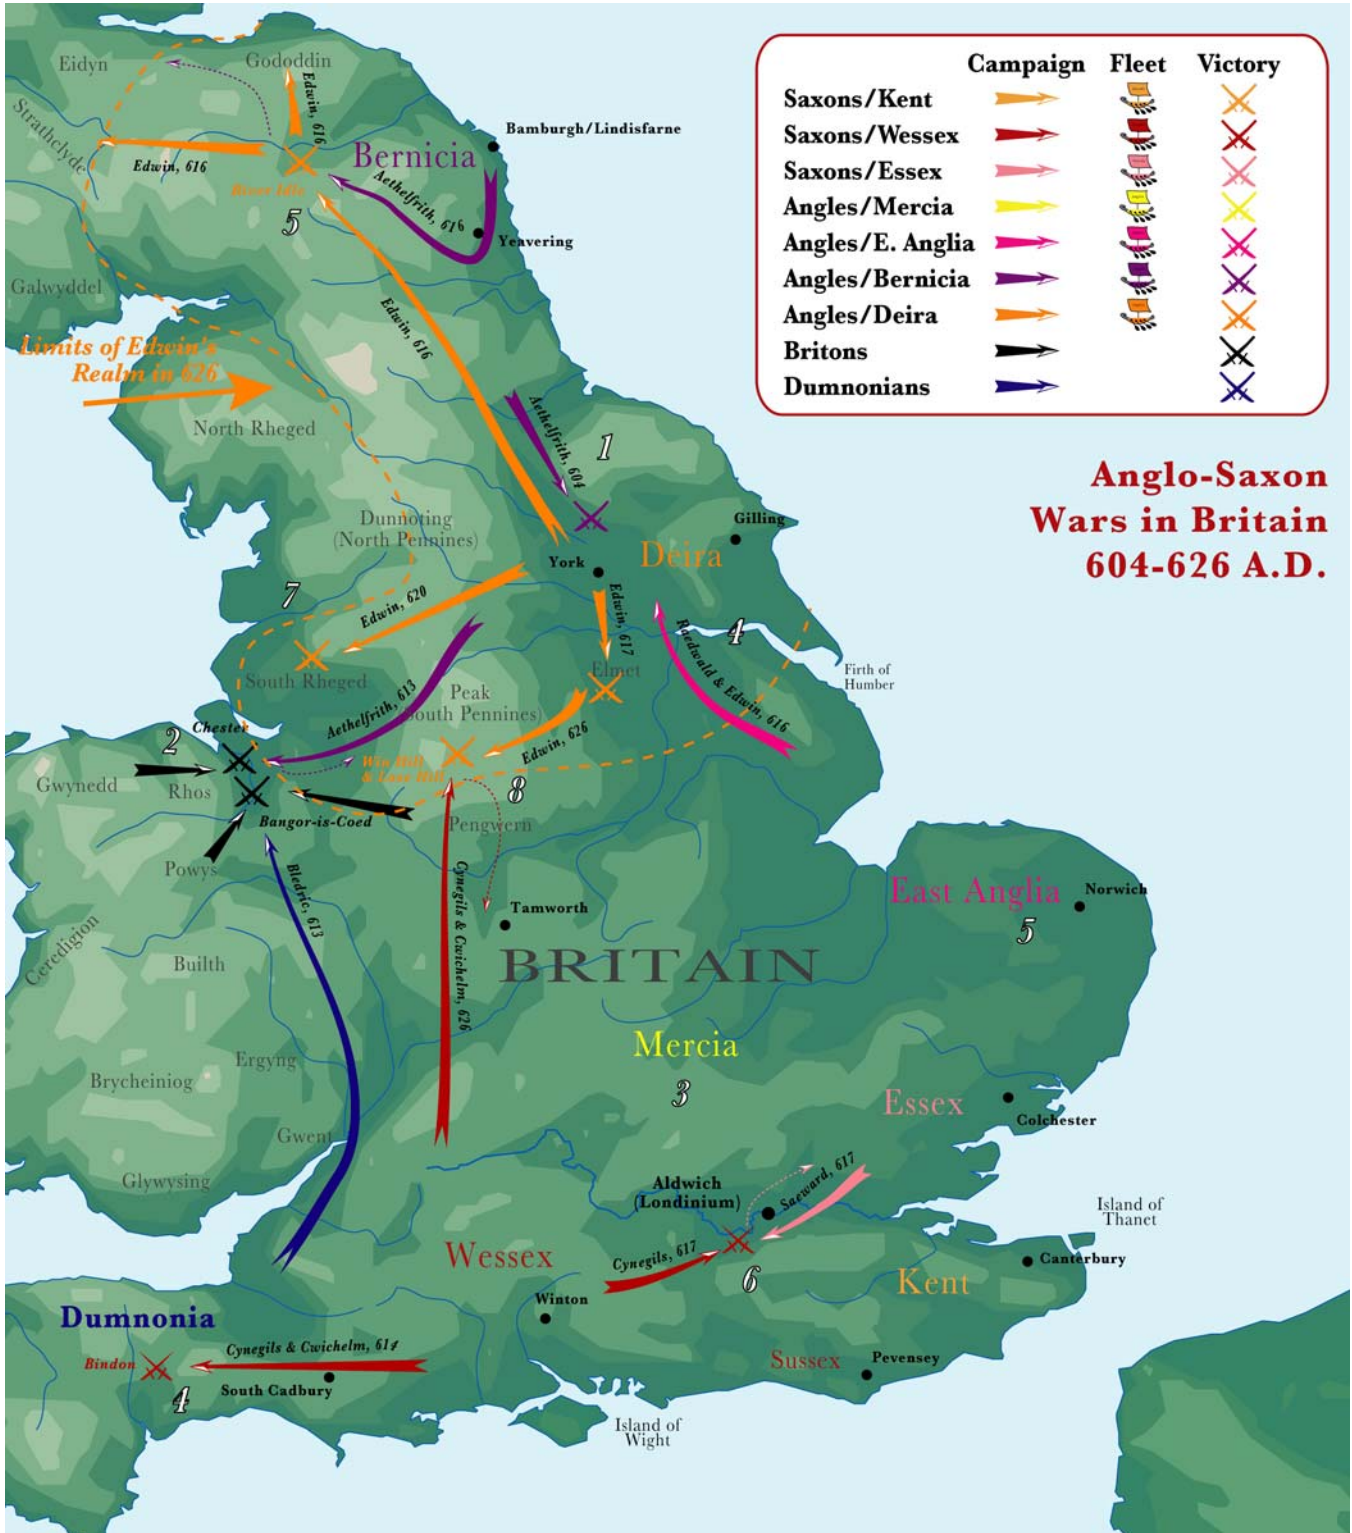 Campaign Fleet Victory
Saxons/Kent
Saxons/Wessex
Saxons/Essex
Angles/Mercia
Angles/E. Anglia
Angles/Bernicia
Angles/Deira
Britons
Dumnonians
Anglo-Saxon
Wars in Britain
604-626 A.D.
Eidyn
Gododdin
Strathclyde
Edwin, 616
Edwin, 616
River Idle
5
Bernicia
Bamburgh/Lindisfarne
Aethelfrith, 616
Yeavering
Galwyddel
Limits of Edwin's
Realm in 626
Edwin, 616
North Rheged
Aethelfrith, 604
1
Dunnoting
(North Pennines)
Gilling
Deira
York
7
Edwin, 620
Edwin, 617
4
Raedwald & Edwin, 616
Firth of
Humber
Elmet
South Rheged
Peak
(South Pennines)
Aethelfrith, 613
Edwin, 626
Chester
2
Win Hill
& Lose Hill
8
Gwynedd
Rhos
Bangor-is-Coed
Pengwern
Powys
Bledric, 613
Cynegils & Cwichelm, 626
Tamworth
East Anglia
Norwich
5
Ceredigion
Builth
BRITAIN
Mercia
3
Ergyng
Brycheiniog
Essex
Colchester
Gwent
Glywysing
Aldwich
(Londinium)
Saeward, 617
Island of
Thanet
Wessex
Cynegils, 617
6
Kent
Canterbury
Winton
Dumnonia
Cynegils & Cwichelm, 614
Bindon
South Cadbury
4
Sussex
Pevensey
Island of
Wight